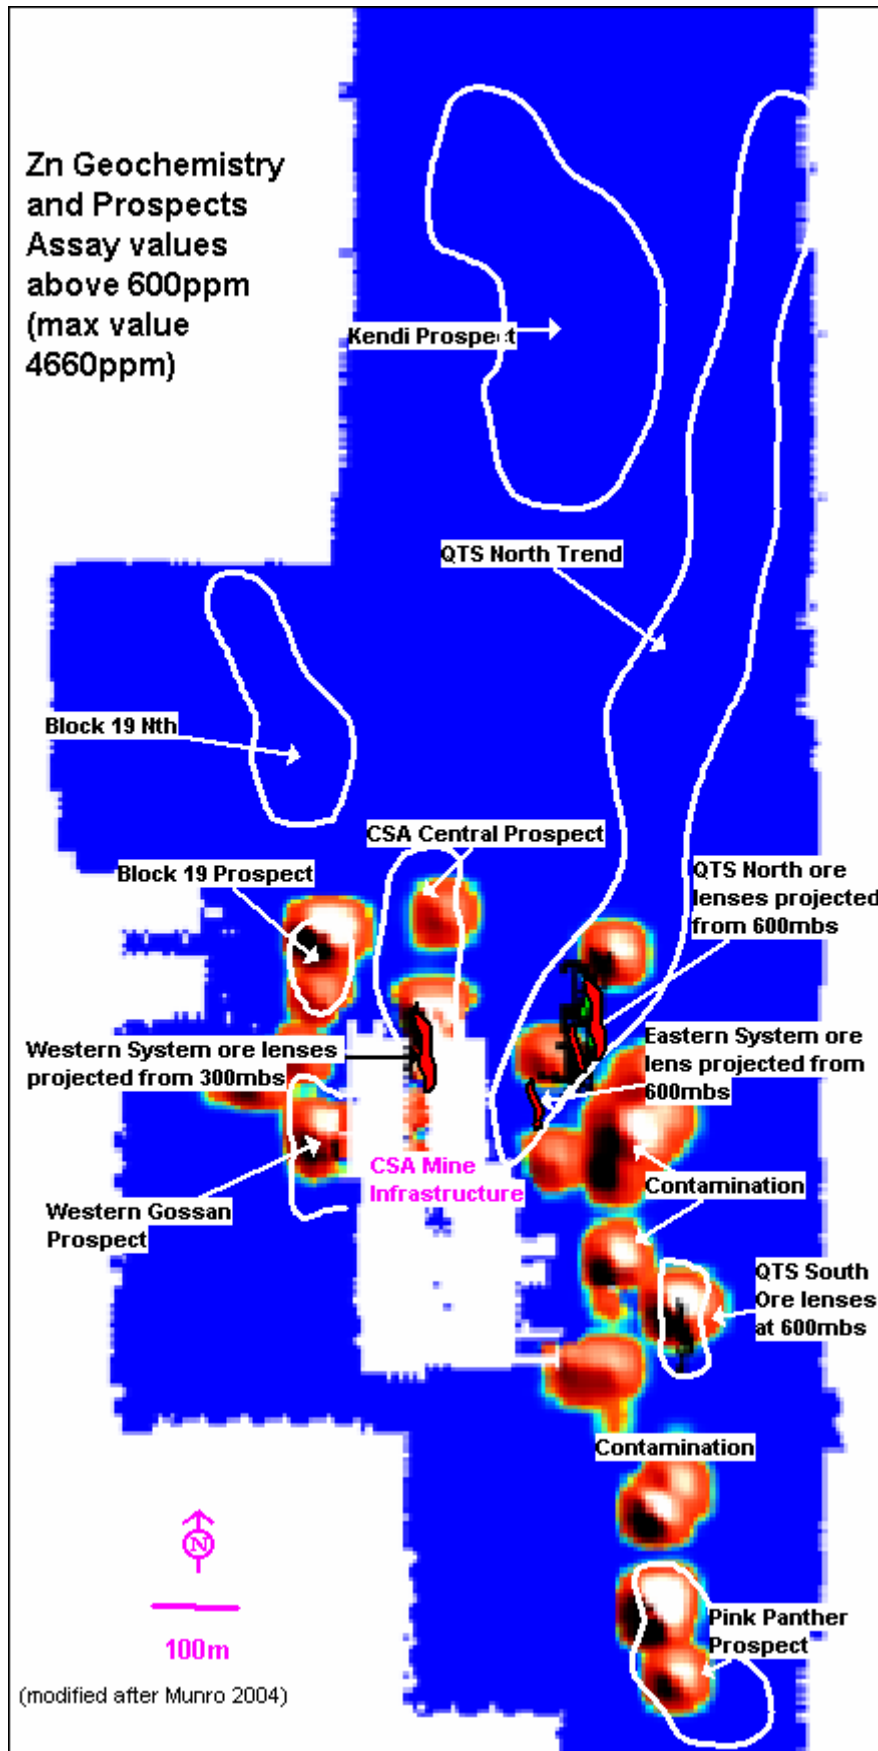 Zn Geochemistry
and Prospects
Assay values
above 600ppm
(max value
4660ppm)
Kendi Prospect
QTS North Trend
Block 19 Nth
CSA Central Prospect
Block 19 Prospect
QTS North ore
lenses projected
from 600mbs
Western System ore lenses
projected from 300mbs
Eastern System ore
lens projected from
600mbs
CSA Mine
Infrastructure
Contamination
Western Gossan
Prospect
QTS South
Ore lenses
at 600mbs
Contamination
N
100m
Pink Panther
Prospect
(modified after Munro 2004)